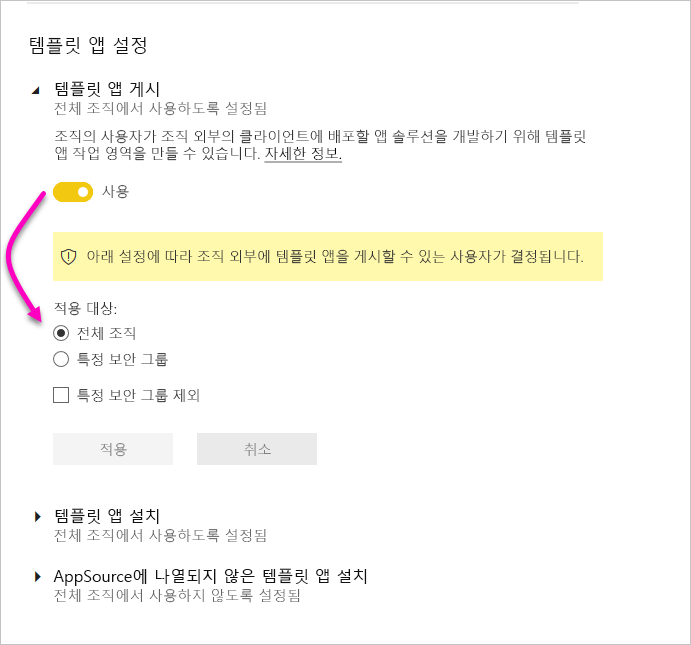 템플릿 앱 설정
템플릿 앱 게시
전체 조직에서 사용하도록 설정됨
조직의 사용자가 조직 외부의 클라이언트에 배포할 앱 솔루션을 개발하기 위해 템플릿
앱 작업 영역을 만들 수 있습니다. 자세한 정보.
사용
아래 설정에 따라 조직 외부에 템플릿 앱을 게시할 수 있는 사용자가 결정됩니다.
적용 대상:
전체 조직
특정 보안 그룹
특정 보안 그룹 제외
적용 취소
템플릿 앱 설치
전체 조직에서 사용하도록 설정됨
AppSource에 나열되지 않은 템플릿 앱 설치
전체 조직에서 사용하지 않도록 설정됨